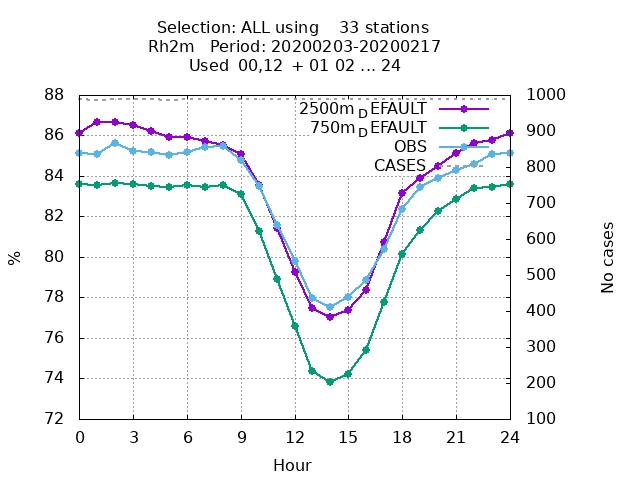 Selection: ALL using    33 stations
Rh2m   Period: 20200203-20200217
Used  00,12  + 01 02 ... 24
88
86
84
82
80
78
76
74
72
1000
900
800
700
600
500
400
300
200
100
2500m_DEFAULT
750m_DEFAULT
OBS
CASES
%
No cases
0 3 6 9 12 15 18 21 24
Hour